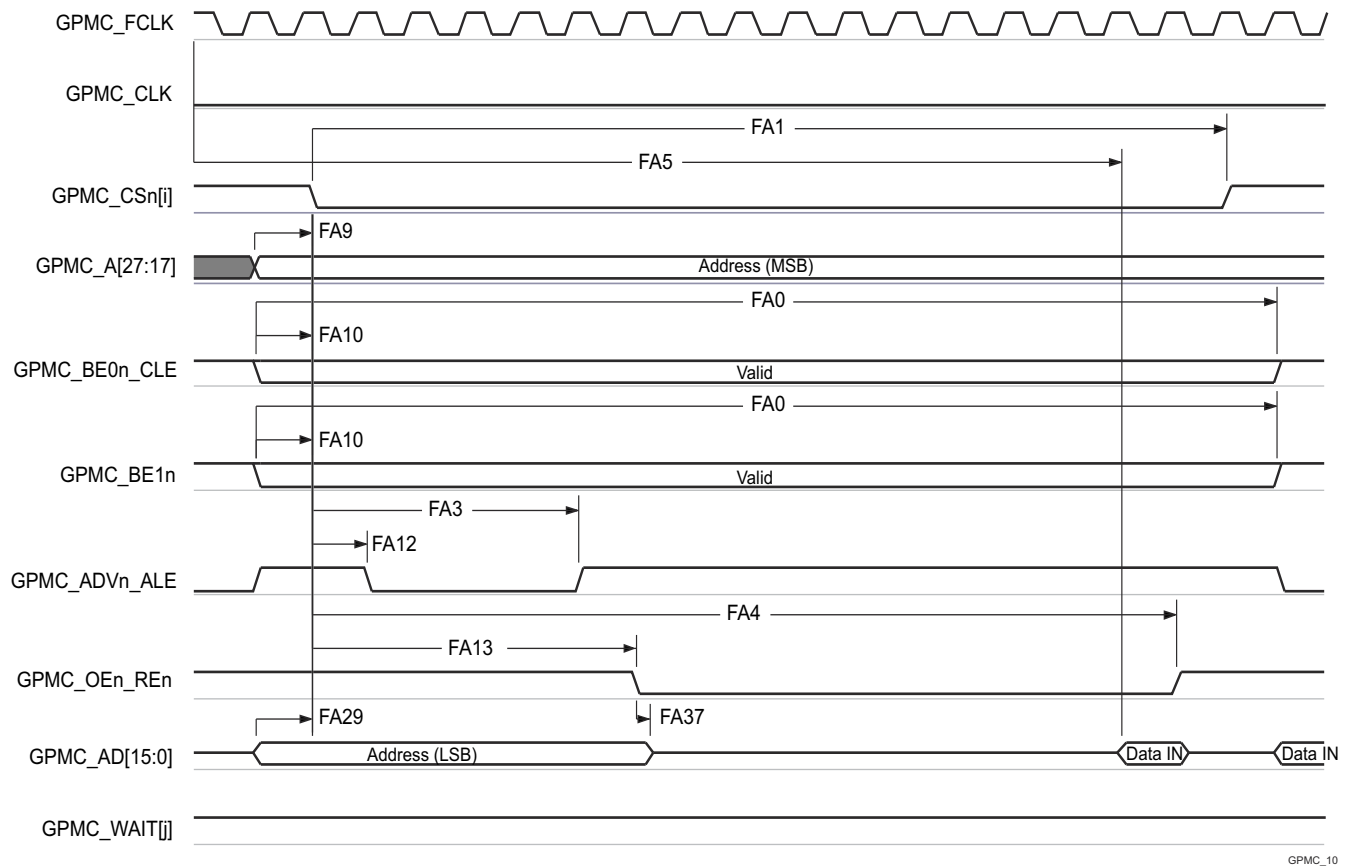 GPMC_FCLK
GPMC_CLK
FA1
FA5
GPMC_CSn[i]
FA9
GPMC_A[27:17]
Address (MSB)
FA0
FA10
GPMC_BE0n_CLE
Valid
FA0
FA10
GPMC_BE1n
Valid
FA3
FA12
GPMC_ADVn_ALE
FA4
FA13
GPMC_OEn_REn
FA29
FA37
GPMC_AD[15:0]
Address (LSB)
Data IN
Data IN
GPMC_WAIT[j]
GPMC_10